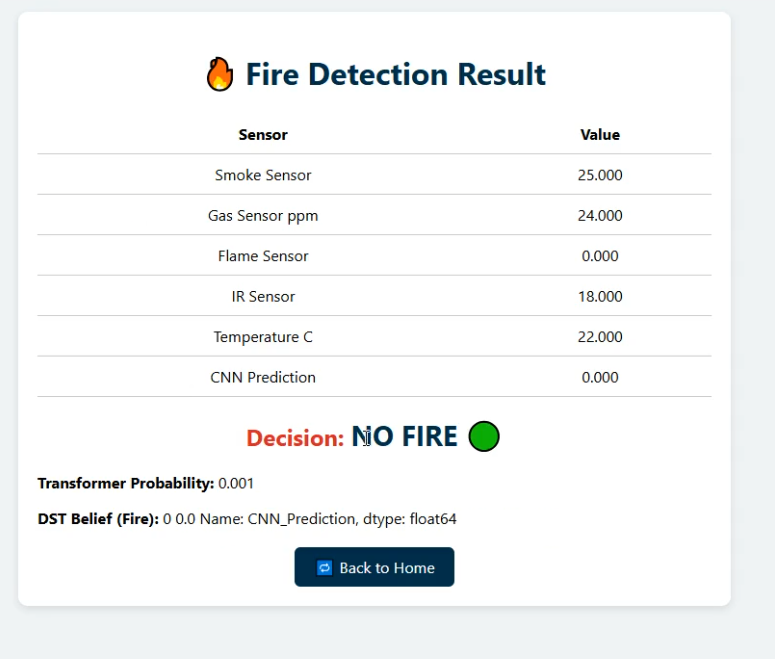 Fire Detection Result
Sensor Value
Smoke Sensor 25.000
Gas Sensor ppm 24.000
Flame Sensor 0.000
IR Sensor 18.000
Temperature C 22.000
CNN Prediction 0.000
Decision: NO FIRE
Transformer Probability: 0.001
DST Belief (Fire): 0 0.0 Name: CNN_Prediction, dtype: float64
Back to Home